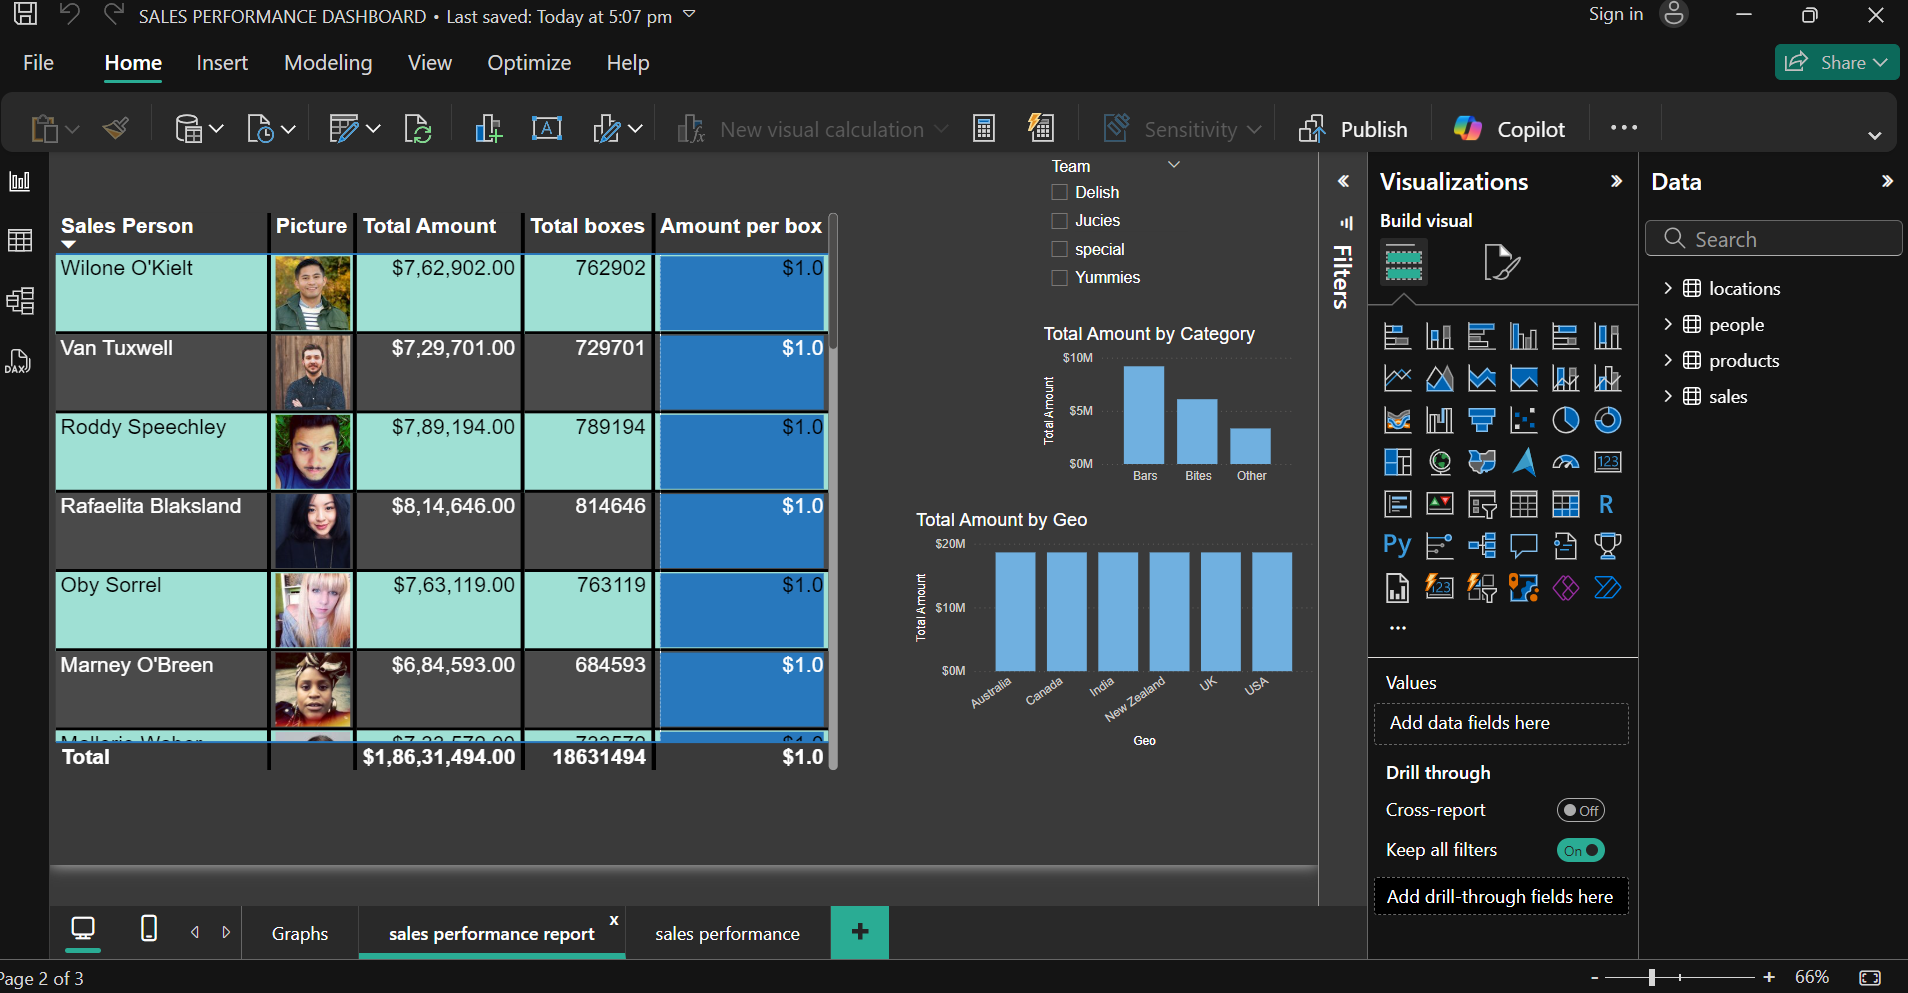 SALES PERFORMANCE DASHBOARD • Last saved: Today at 5:07 pm
Sign in
File Home Insert Modeling View Optimize Help
Share
New visual calculation
Sensitivity
Publish
Copilot
Sales Person Picture Total Amount Total boxes Amount per box
Wilone O'Kielt $7,62,902.00 762902 $1.0
Van Tuxwell $7,29,701.00 729701 $1.0
Roddy Speechley $7,89,194.00 789194 $1.0
Rafaelita Blaksland $8,14,646.00 814646 $1.0
Oby Sorrel $7,63,119.00 763119 $1.0
Marney O'Breen $6,84,593.00 684593 $1.0
Total $1,86,31,494.00 18631494 $1.0
Team
Delish
Jucies
special
Yummies
Total Amount by Category
Total Amount
$10M
$5M
$0M
Bars Bites Other
Total Amount by Geo
Total Amount
$20M
$10M
$0M
Australia Canada India New Zealand UK USA
Geo
Filters
Visualizations
Build visual
123
R
Py
123
Values
Add data fields here
Drill through
Cross-report Off
Keep all filters On
Add drill-through fields here
Data
Search
locations
people
products
sales
DAX
Graphs
sales performance report x
sales performance
+
Page 2 of 3
- + 66%